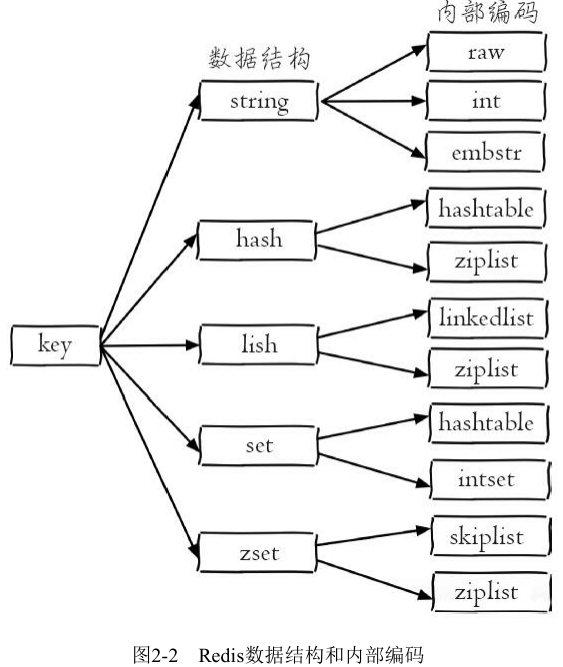 内部编码
数据结构
raw
string
int
embstr
hashtable
hash
ziplist
linkedlist
key
lish
ziplist
hashtable
set
intset
skiplist
zset
ziplist
图2-2 Redis数据结构和内部编码